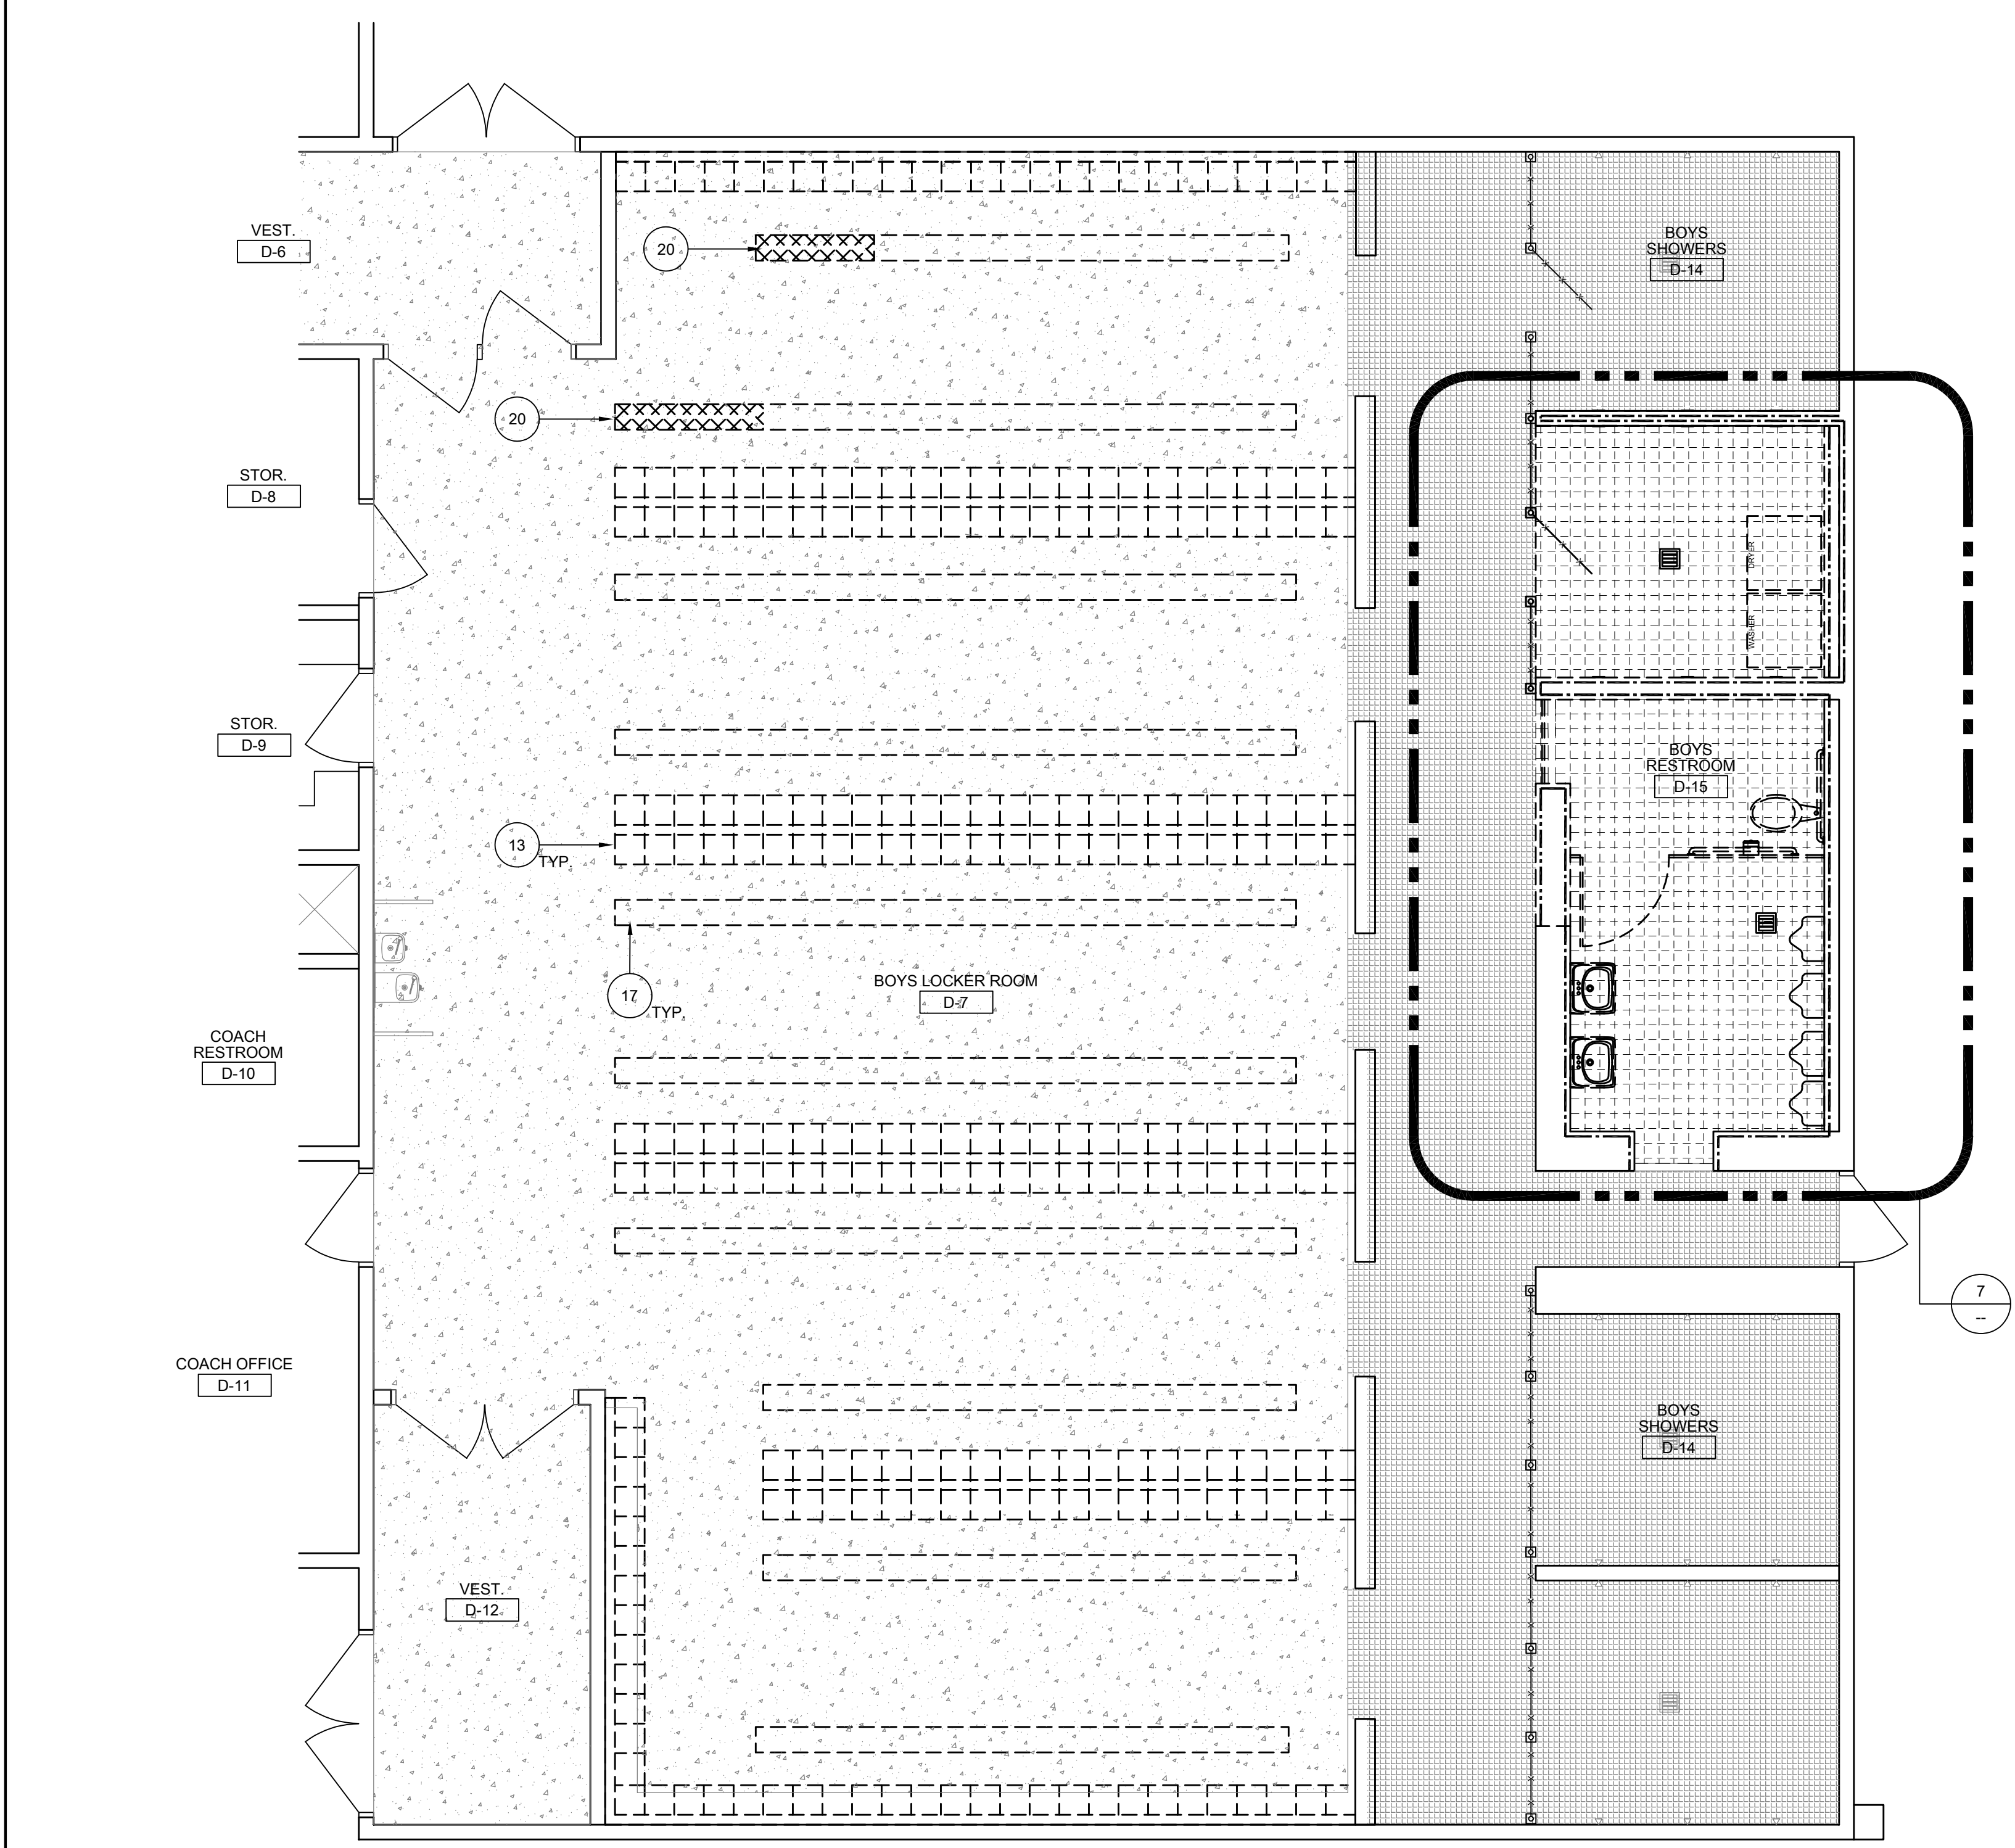 VEST.
D-6
20
BOYS
SHOWERS
D-14
20
STOR.
D-8
DRYER
WASHER
STOR.
D-9
BOYS
RESTROOM
D-15
13
TYP.
17
TYP.
BOYS LOCKER ROOM
D-7
COACH
RESTROOM
D-10
7
--
COACH OFFICE
D-11
BOYS
SHOWERS
D-14
VEST.
D-12